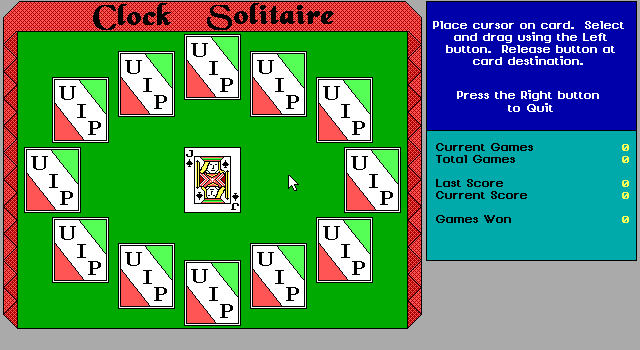 Clock Solitaire
Place cursor on card. Select
and drag using the Left
button. Release button at
card destination.
Press the Right button
to Quit
Current Games 0
Total Games 0
Last Score 0
Current Score 0
Games Won 0
U I P
U I P
U I P
U I P
U I P
U I P
J
J
U I P
U I P
U I P
U I P
U I P
U I P